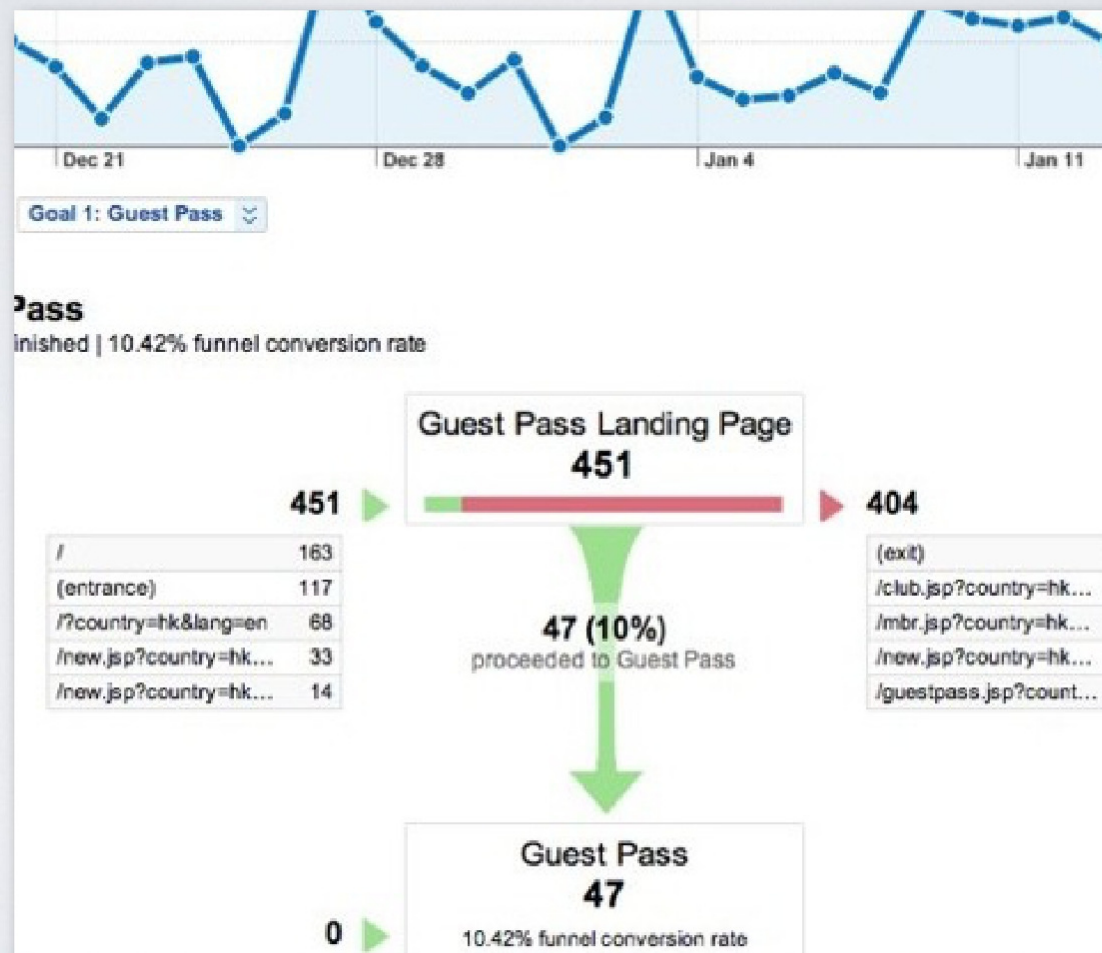 Dec 21 Dec 28 Jan 4 Jan 11
Goal 1: Guest Pass
Pass
inished | 10.42% funnel conversion rate
Guest Pass Landing Page
451
451
404
/ 163
(entrance) 117
/?country=hk&lang=en 68
/new.jsp?country=hk... 33
/new.jsp?country=hk... 14
(exit)
/club.jsp?country=hk...
/mbr.jsp?country=hk...
/new.jsp?country=hk...
/guestpass.jsp?count...
47 (10%)
proceeded to Guest Pass
Guest Pass
47
0
10.42% funnel conversion rate